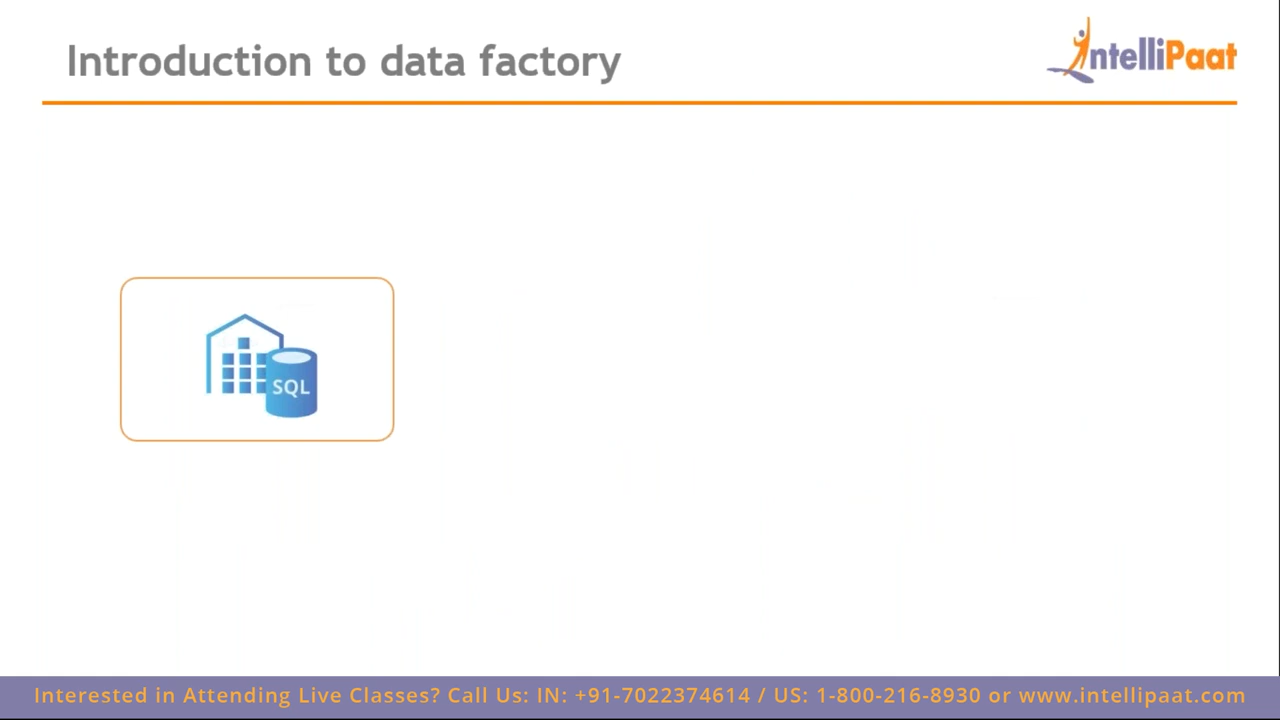 Introduction to data factory
IntelliPaat
SQL
Interested in Attending Live Classes? Call Us: IN: +91-7022374614 / US: 1-800-216-8930 or www.intellipaat.com